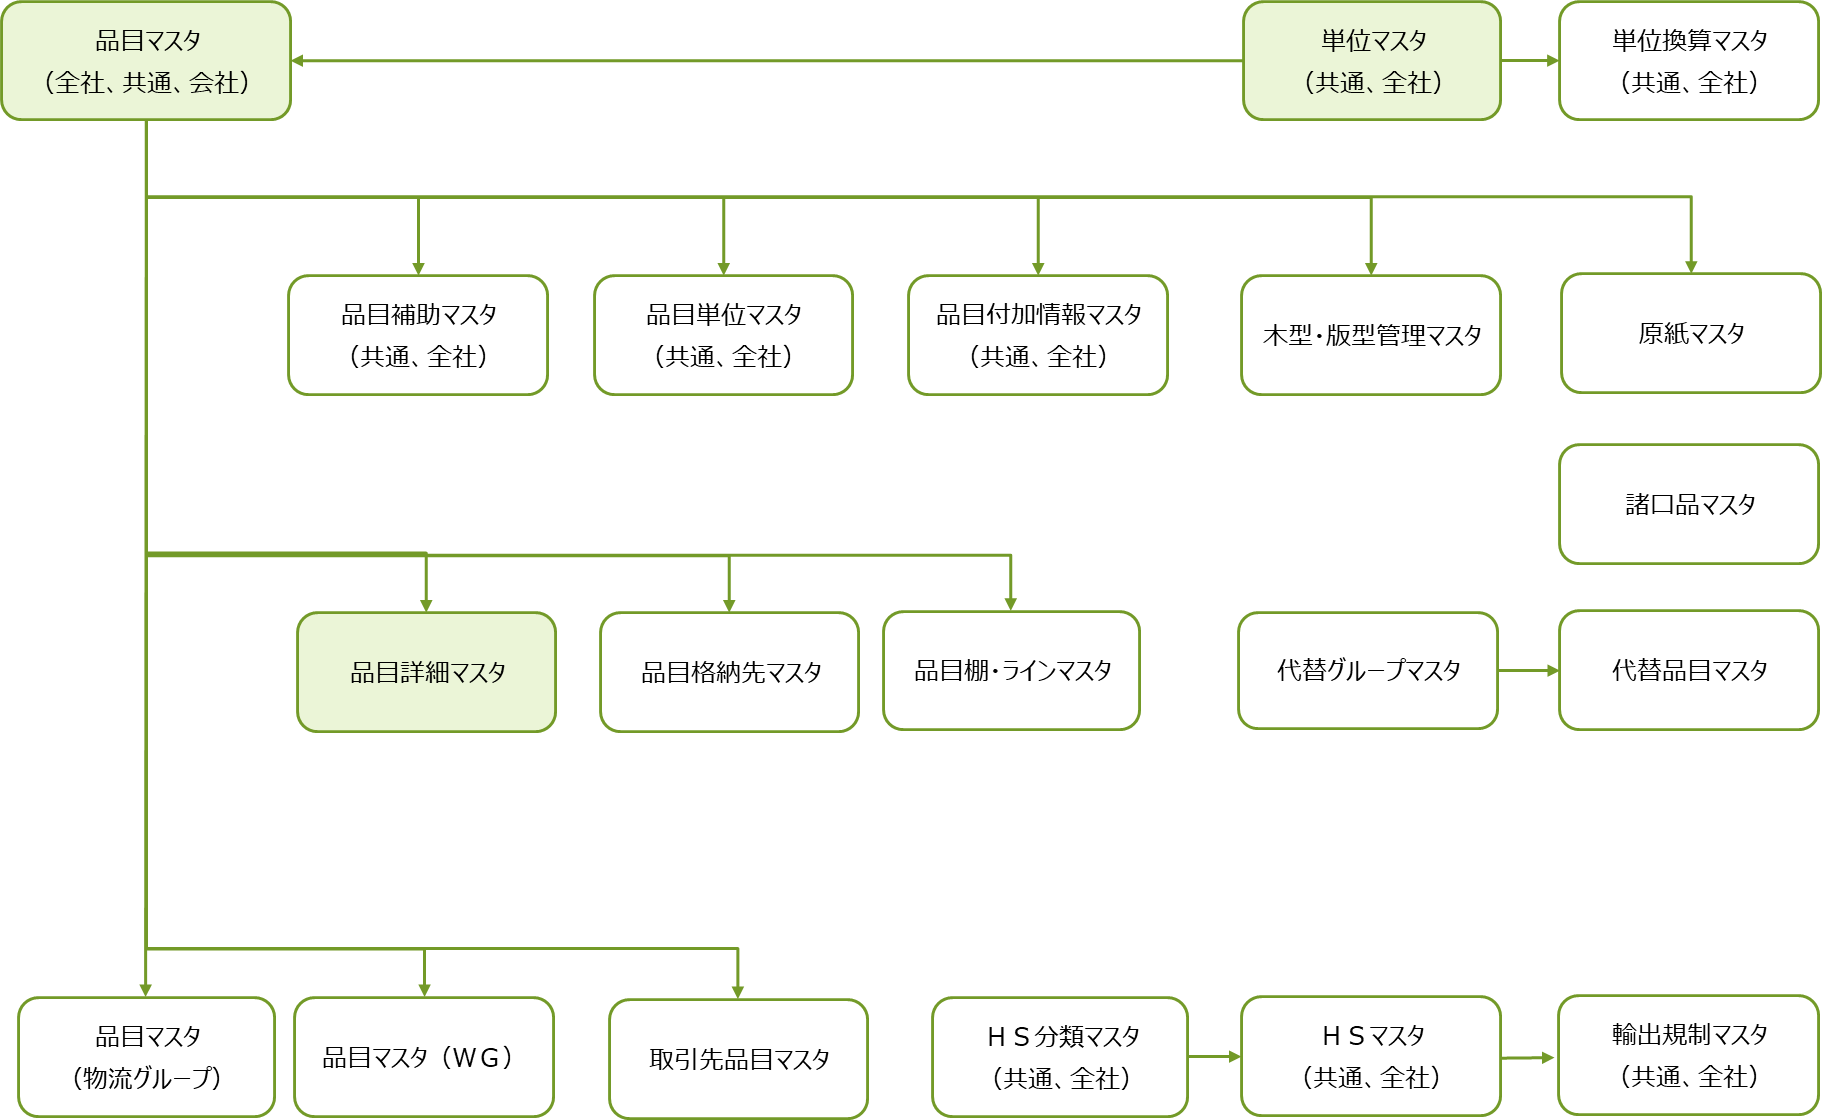 品目マスタ
（全社、共通、会社）
単位マスタ
（共通、全社）
単位換算マスタ
（共通、全社）
品目補助マスタ
（共通、全社）
品目単位マスタ
（共通、全社）
品目付加情報マスタ
（共通、全社）
木型・版型管理マスタ
原紙マスタ
諸口品マスタ
品目詳細マスタ
品目格納先マスタ
品目棚・ラインマスタ
代替グループマスタ
代替品目マスタ
品目マスタ
（物流グループ）
品目マスタ（ＷＧ）
取引先品目マスタ
ＨＳ分類マスタ
（共通、全社）
ＨＳマスタ
（共通、全社）
輸出規制マスタ
（共通、全社）